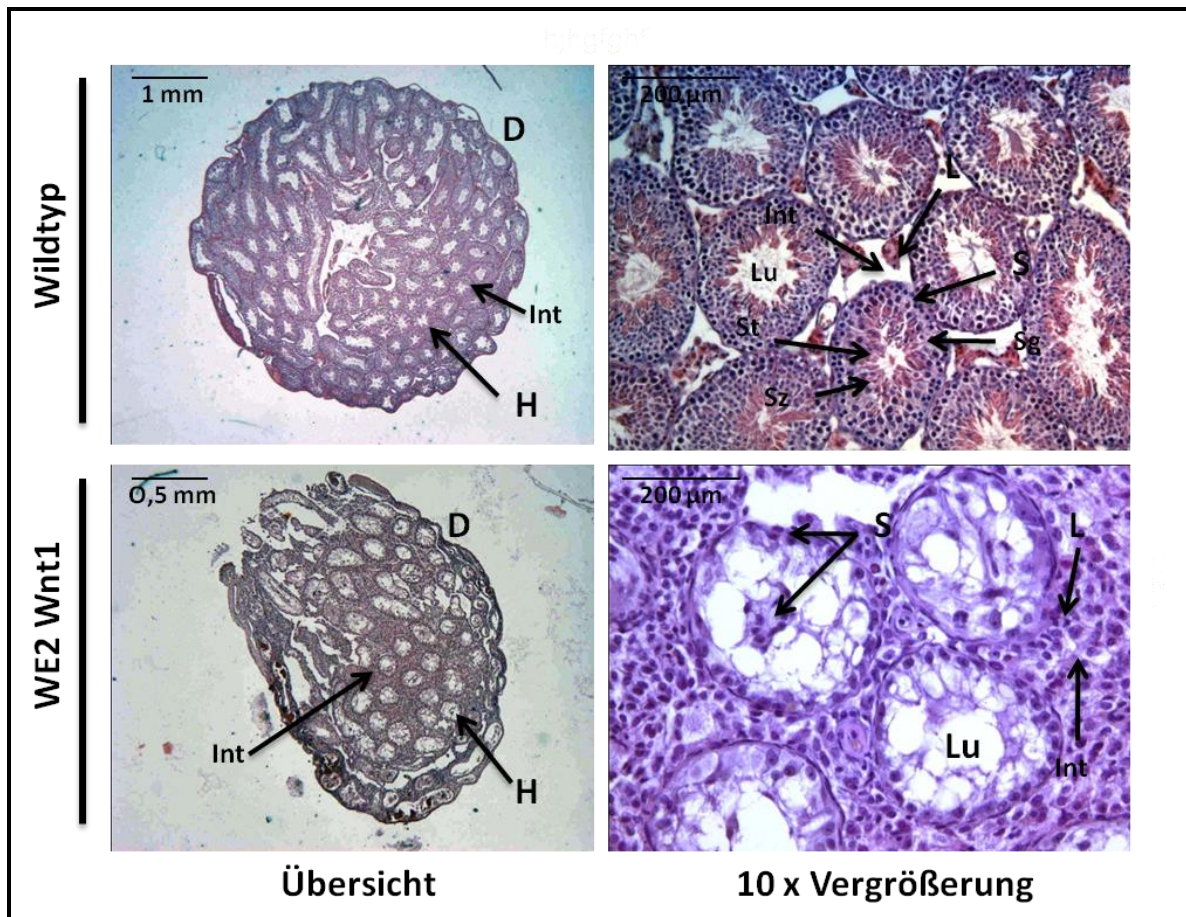 Wildtyp
1 mm
D
Int
H
200 µm
L
Int
Lu
S
St
Sg
Sz
WE2 Wnt1
O,5 mm
D
Int
H
200 µm
S
L
Lu
Int
Übersicht
10 x Vergrößerung